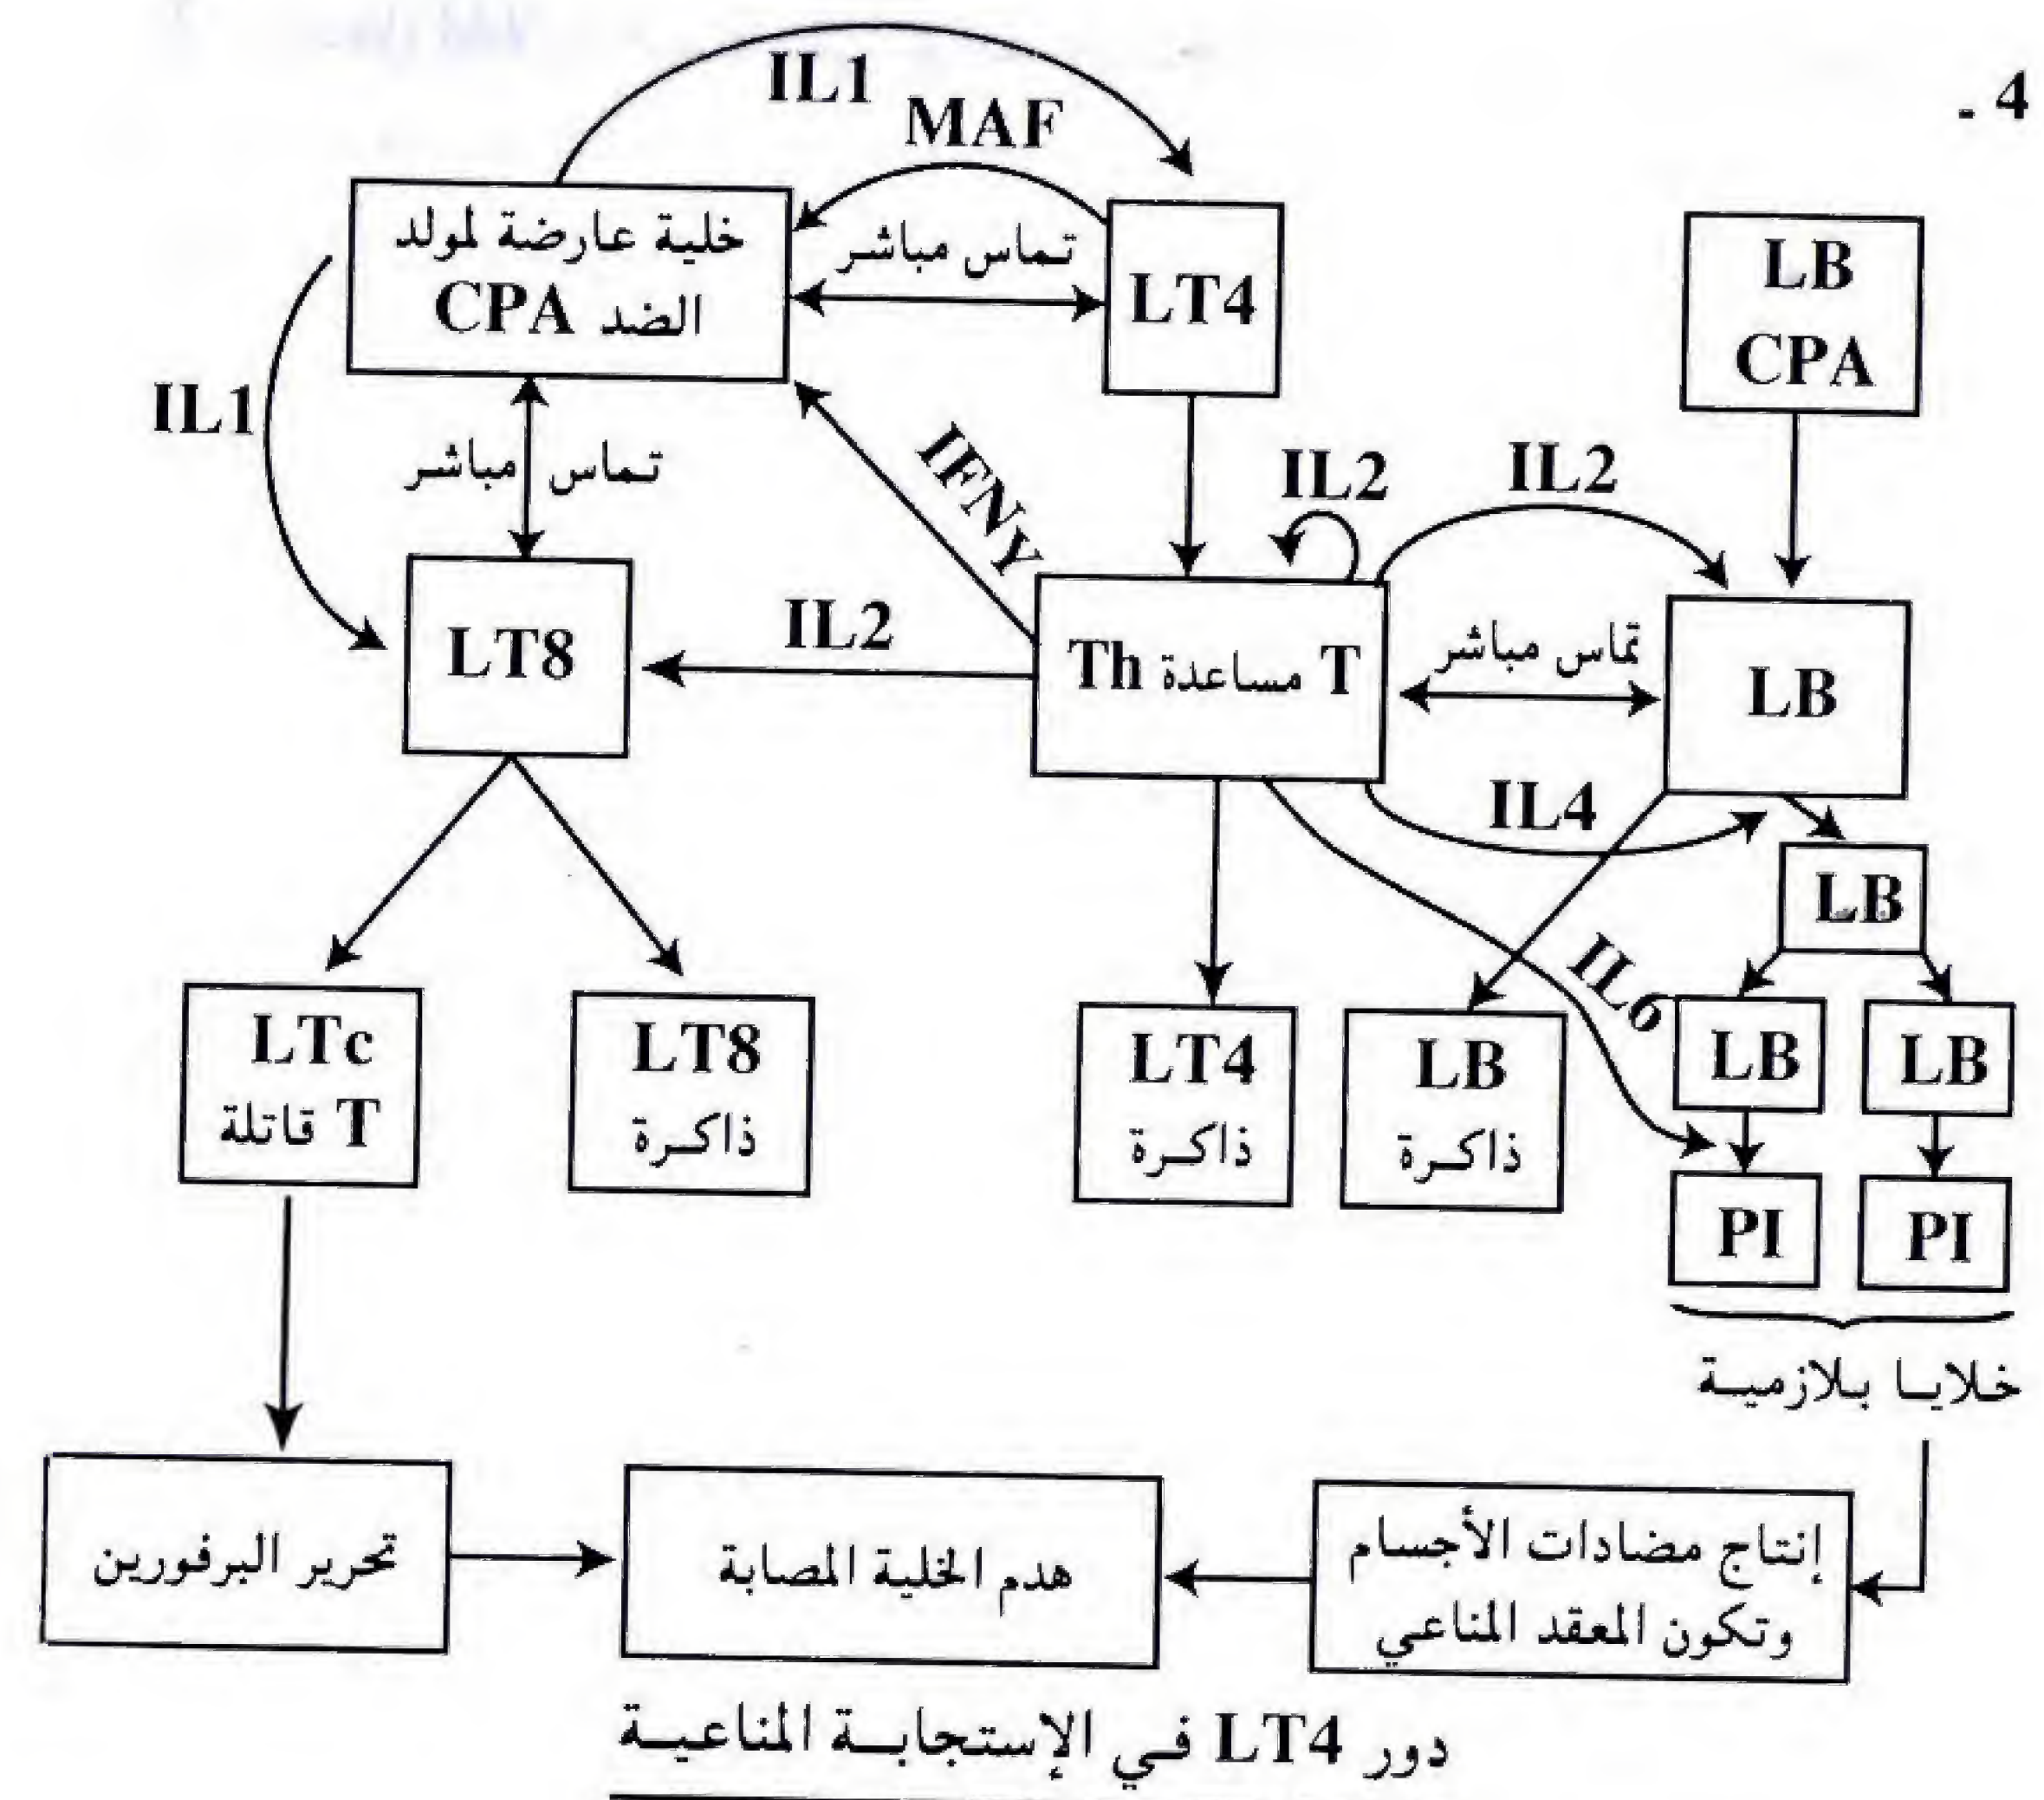 4 -
IL1
MAF
خلية عارضة لمولد
الضد CPA
تماس مباشر
LT4
LB
CPA
IL1
تماس مباشر
IFNγ
IL2
IL2
LT8
IL2
T مساعدة Th
تماس مباشر
LB
IL4
LB
IL6
LTc
T قاتلة
LT8
ذاكرة
LT4
ذاكرة
LB
ذاكرة
LB
LB
PI
PI
خلايا بلازمية
تحرير البرفورين
هدم الخلية المصابة
إنتاج مضادات الأجسام
وتكون المعقد المناعي
دور LT4 في الإستجابة المناعية